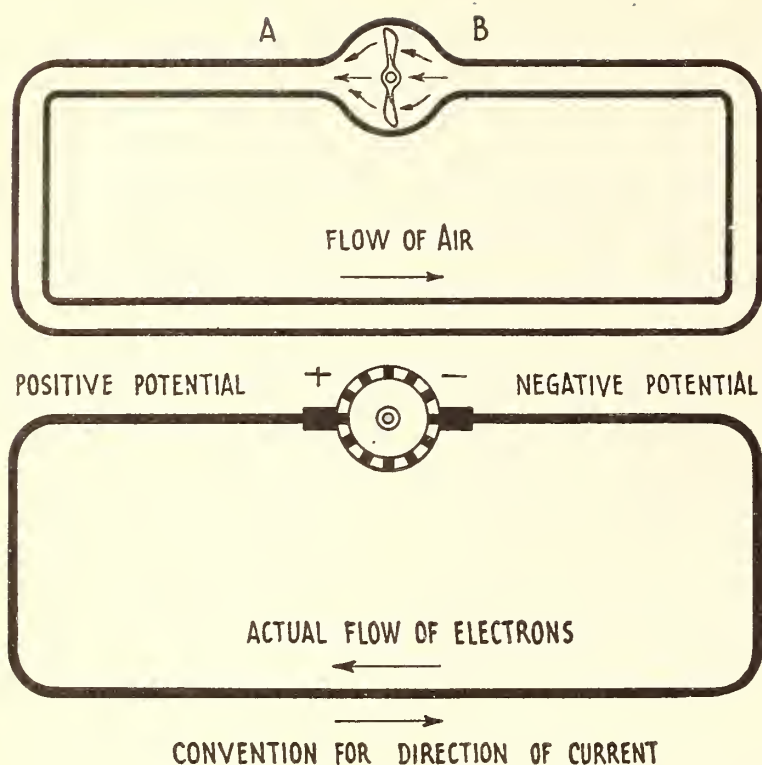 A B
FLOW OF AIR
POSITIVE POTENTIAL + − NEGATIVE POTENTIAL
ACTUAL FLOW OF ELECTRONS
CONVENTION FOR DIRECTION OF CURRENT